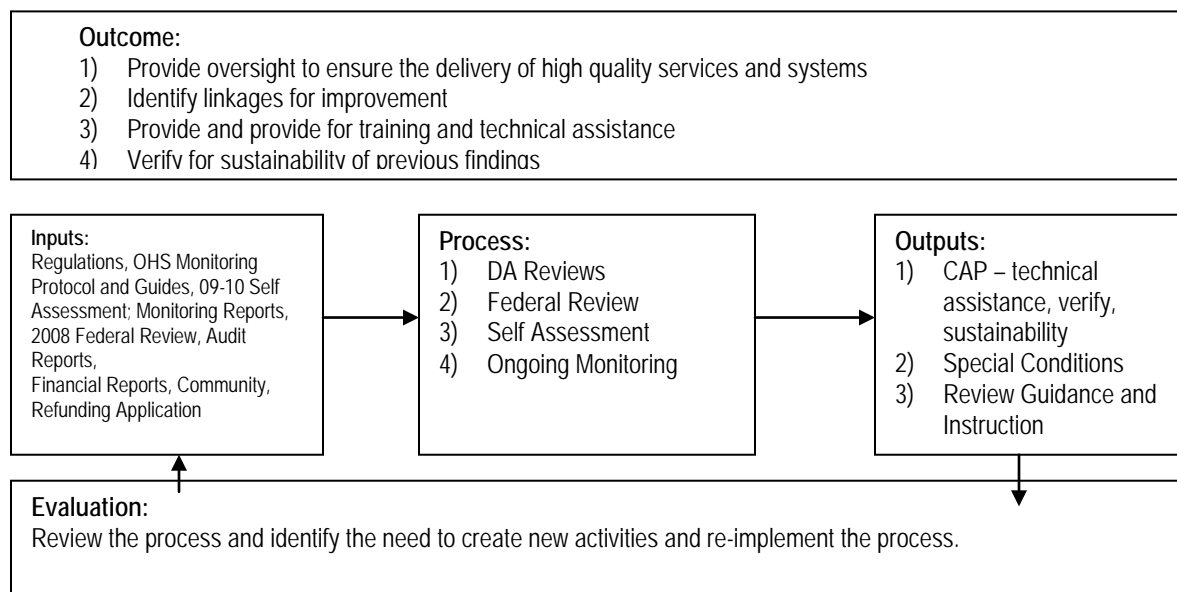 Outcome:
1) Provide oversight to ensure the delivery of high quality services and systems
2) Identify linkages for improvement
3) Provide and provide for training and technical assistance
4) Verify for sustainability of previous findings
Inputs:
Regulations, OHS Monitoring
Protocol and Guides, 09-10 Self
Assessment; Monitoring Reports,
2008 Federal Review, Audit
Reports,
Financial Reports, Community,
Refunding Application
Process:
1) DA Reviews
2) Federal Review
3) Self Assessment
4) Ongoing Monitoring
Outputs:
1) CAP – technical
assistance, verify,
sustainability
2) Special Conditions
3) Review Guidance and
Instruction
Evaluation:
Review the process and identify the need to create new activities and re-implement the process.